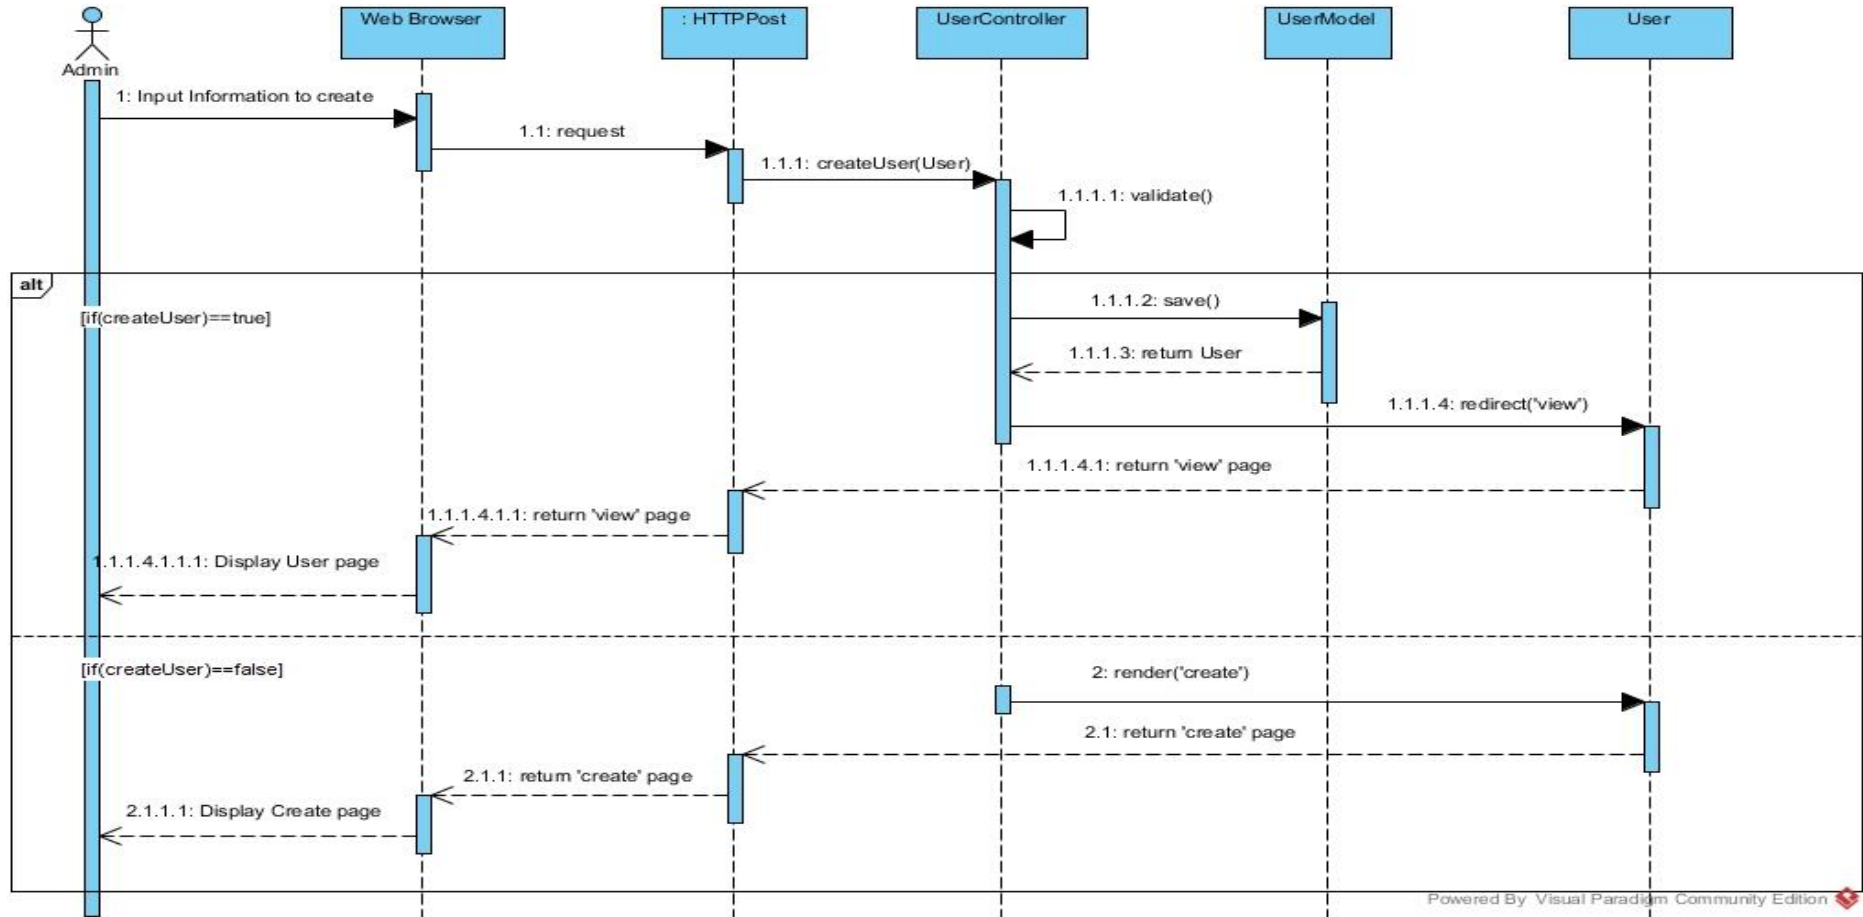 Web Browser
: HTTPPost
UserController
UserModel
User
Admin
1: Input Information to create
1.1: request
1.1.1: createUser(User)
1.1.1.1: validate()
alt
[if(createUser)==true]
1.1.1.2: save()
1.1.1.3: return User
1.1.1.4: redirect("view")
1.1.1.4.1: return "view" page
1.1.1.4.1.1: return "view" page
1.1.1.4.1.1.1: Display User page
[if(createUser)==false]
2: render("create")
2.1: return "create" page
2.1.1: return "create" page
2.1.1.1: Display Create page
Powered By Visual Paradigm Community Edition